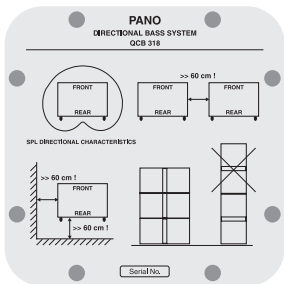 PANO
DIRECTIONAL BASS SYSTEM
QCB 318
>> 60 cm !
FRONT
FRONT
FRONT
REAR
REAR
REAR
SPL DIRECTIONAL CHARACTERISTICS
>> 60 cm !
FRONT
REAR
>> 60 cm !
Serial No.